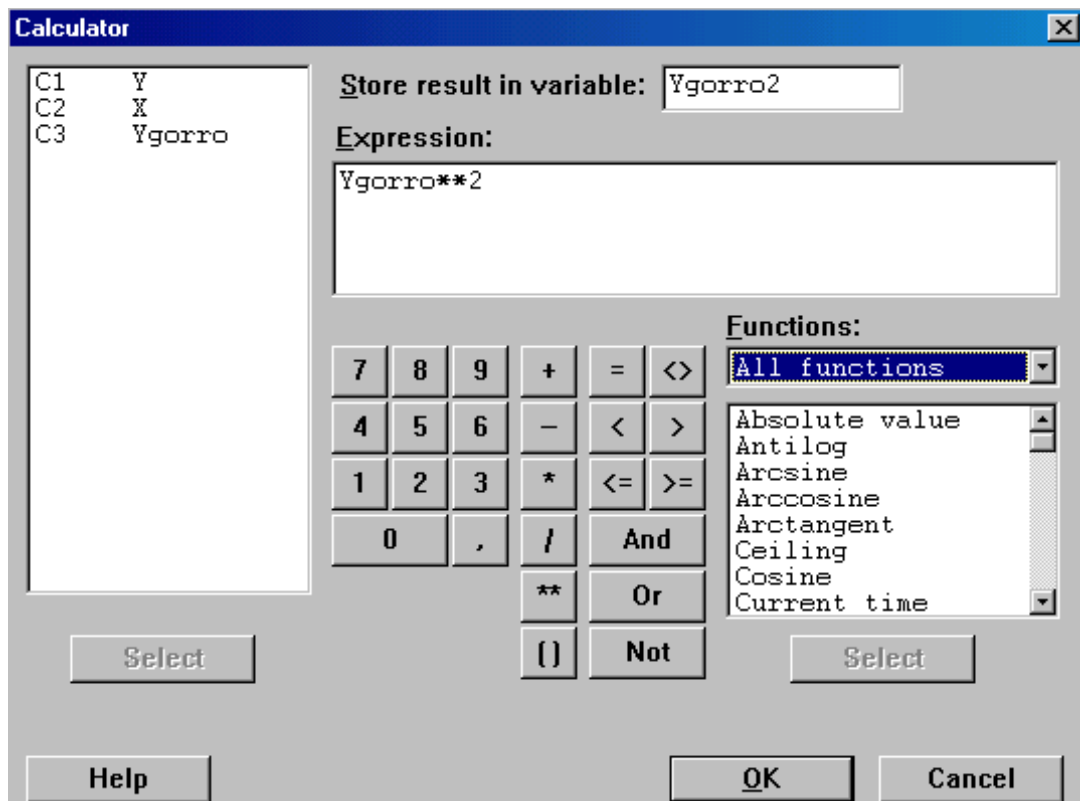 Calculator
C1 Y
C2 X
C3 Ygorro
Select
Store result in variable: Ygorro2
Expression:
Ygorro**2
7 8 9 + = <>
4 5 6 − < >
1 2 3 * <= >=
0 , / And
** Or
() Not
Functions:
All functions
Absolute value
Antilog
Arcsine
Arccosine
Arctangent
Ceiling
Cosine
Current time
Select
Help
OK
Cancel